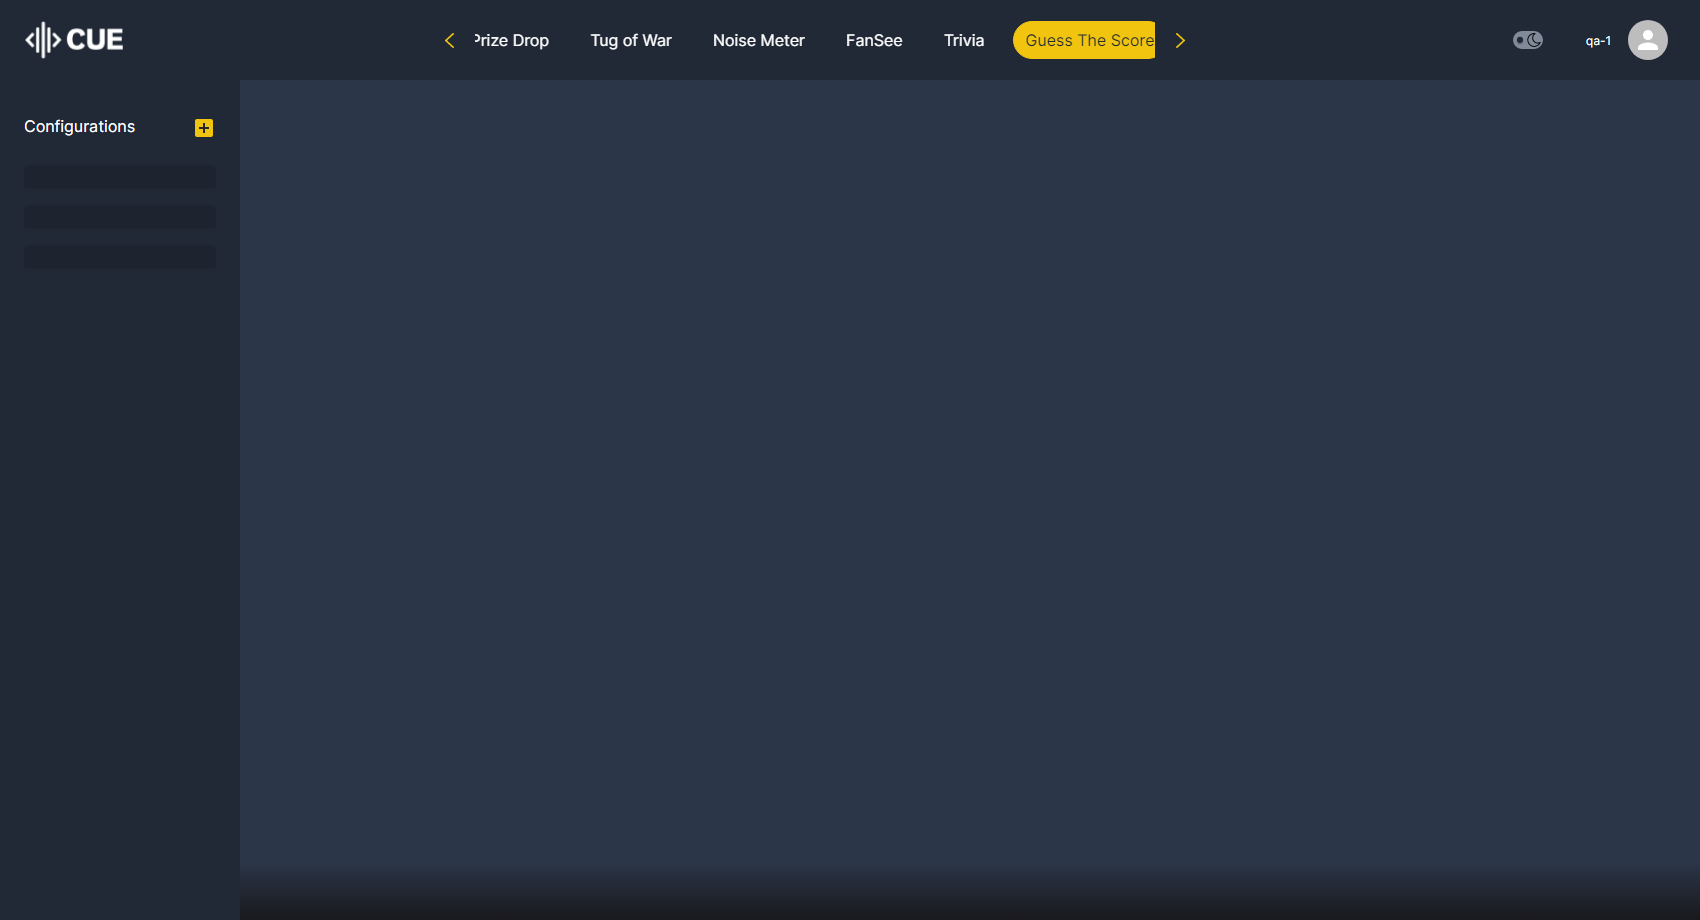 CUE
Prize Drop Tug of War Noise Meter FanSee Trivia Guess The Score
qa-1
Configurations